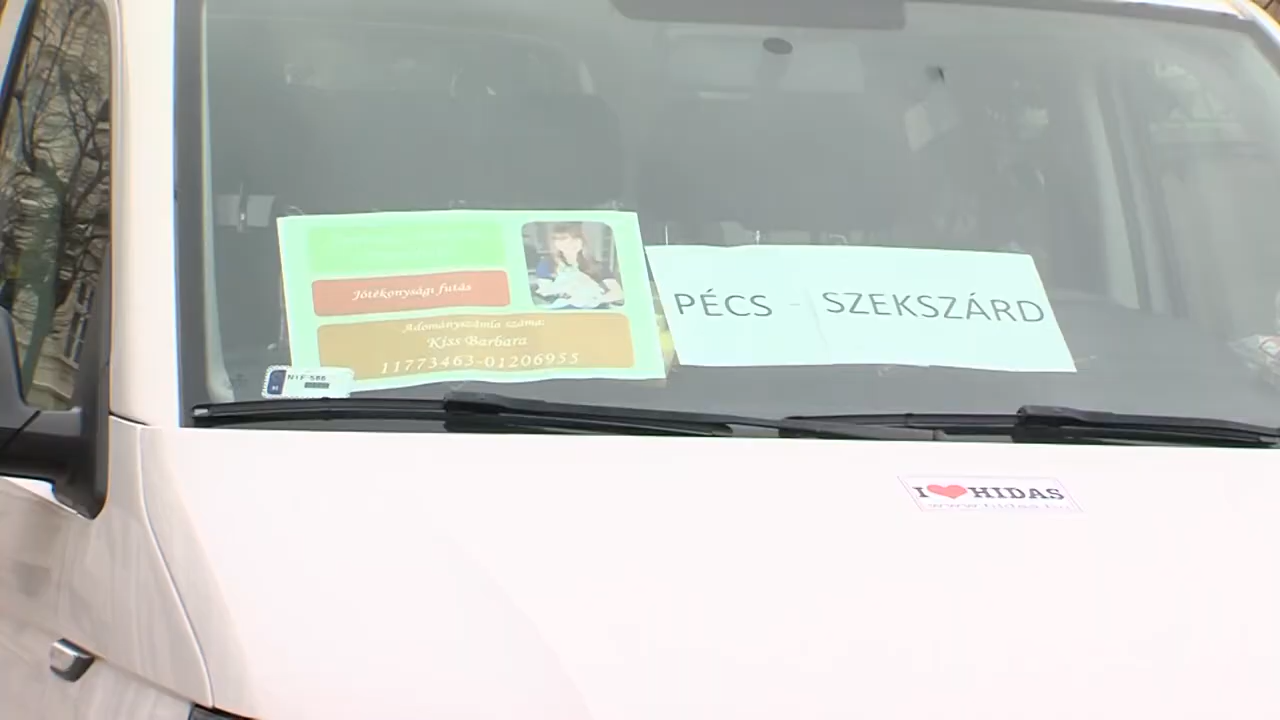 Jótékonysági futás
Adományszámla száma:
Kiss Barbara
11773463-01206955
PÉCS - SZEKSZÁRD
I HIDAS